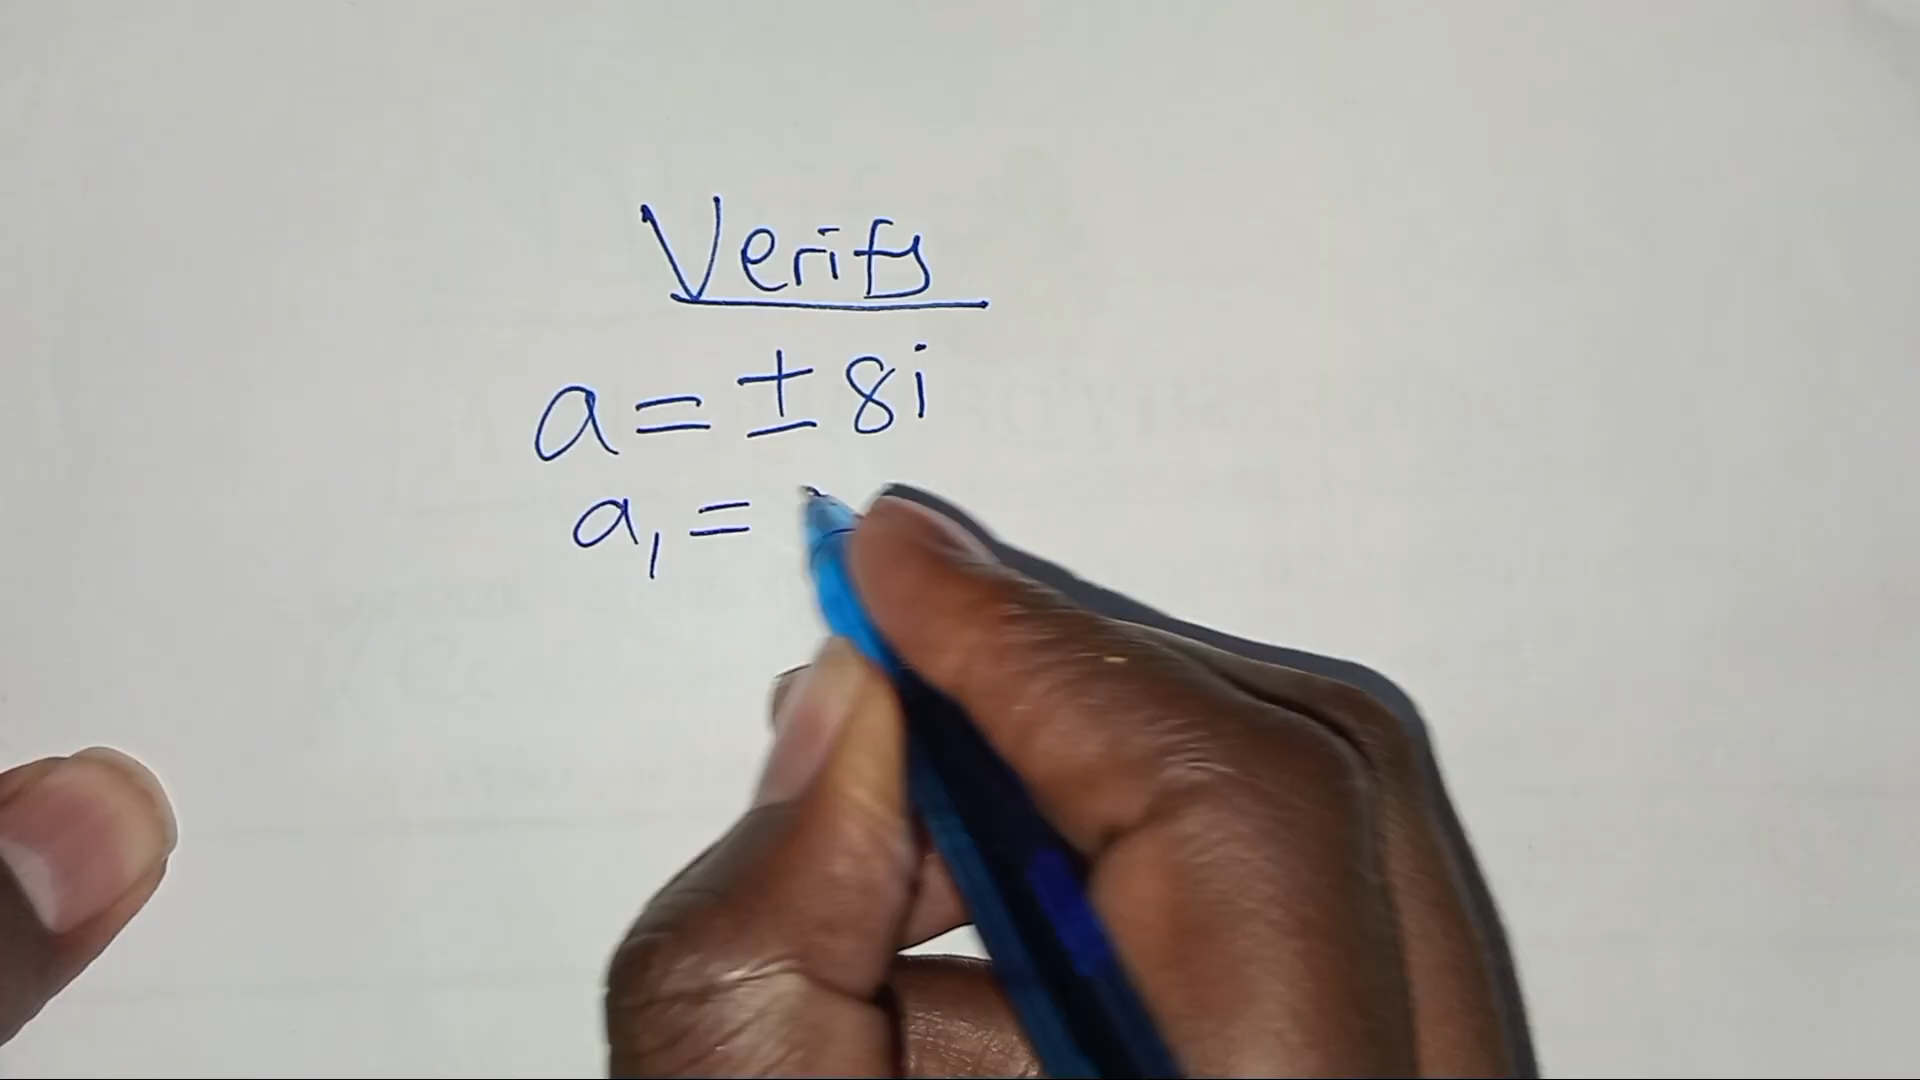 Verify
a = ± 8i
a₁ =